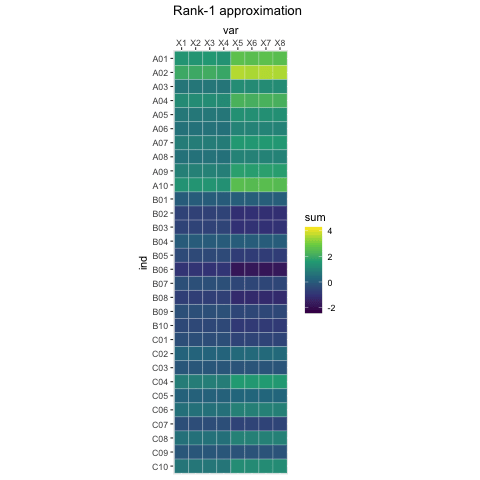 Rank-1 approximation
var
X1 X2 X3 X4 X5 X6 X7 X8
A01
A02
A03
A04
A05
A06
A07
A08
A09
A10
B01
B02
B03
B04
B05
B06
B07
B08
B09
B10
C01
C02
C03
C04
C05
C06
C07
C08
C09
C10
ind
sum
4
2
0
-2